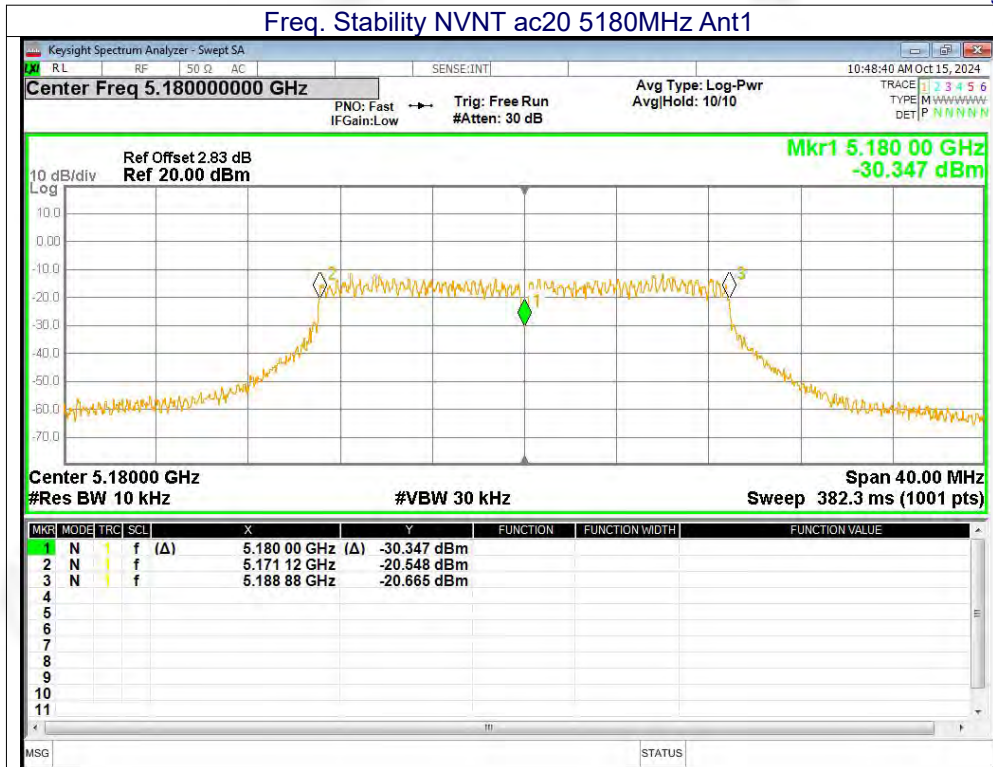 Freq. Stability NVNT ac20 5180MHz Ant1
Keysight Spectrum Analyzer - Swept SA
LXI RL RF 50 Ω AC SENSE:INT 10:48:40 AM Oct 15, 2024
Center Freq 5.180000000 GHz
PNO: Fast
IFGain:Low
Trig: Free Run
#Atten: 30 dB
Avg Type: Log-Pwr
Avg|Hold: 10/10
TRACE 1 2 3 4 5 6
TYPE M WWWWW
DET P N N N N N
Ref Offset 2.83 dB
10 dB/div Ref 20.00 dBm
Log
Mkr1 5.180 00 GHz
-30.347 dBm
10.0
0.00
-10.0
-20.0
-30.0
-40.0
-50.0
-60.0
-70.0
2
1
3
Center 5.18000 GHz Span 40.00 MHz
#Res BW 10 kHz #VBW 30 kHz Sweep 382.3 ms (1001 pts)
MKR MODE TRC SCL X Y FUNCTION FUNCTION WIDTH FUNCTION VALUE
1 N 1 f (Δ) 5.180 00 GHz (Δ) -30.347 dBm
2 N 1 f 5.171 12 GHz -20.548 dBm
3 N 1 f 5.188 88 GHz -20.665 dBm
4
5
6
7
8
9
10
11
MSG STATUS